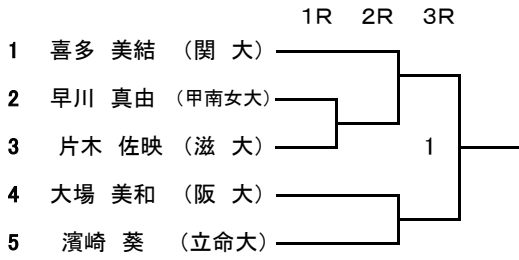 1R 2R 3R
1 喜多 美結 （関 大）
2 早川 真由 （甲南女大）
3 片木 佐映 （滋 大） 1
4 大場 美和 （阪 大）
5 濱崎 葵 （立命大）